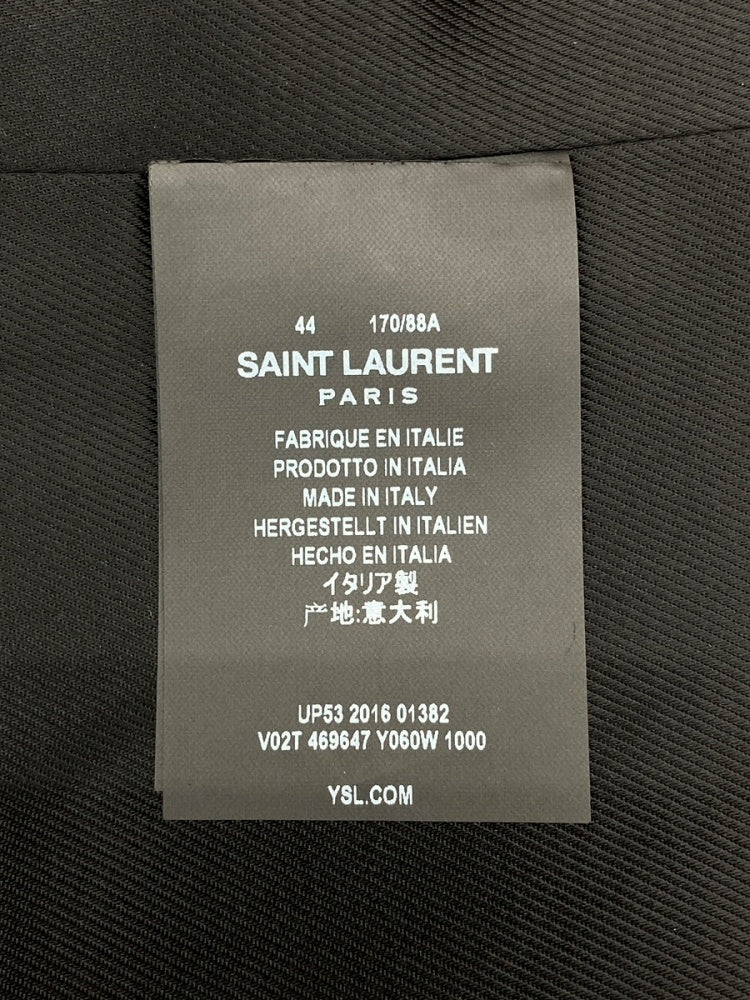 44 170/88A
SAINT LAURENT
PARIS
FABRIQUE EN ITALIE
PRODOTTO IN ITALIA
MADE IN ITALY
HERGESTELLT IN ITALIEN
HECHO EN ITALIA
イタリア製
产地:意大利
UP53 2016 01382
V02T 469647 Y060W 1000
YSL.COM